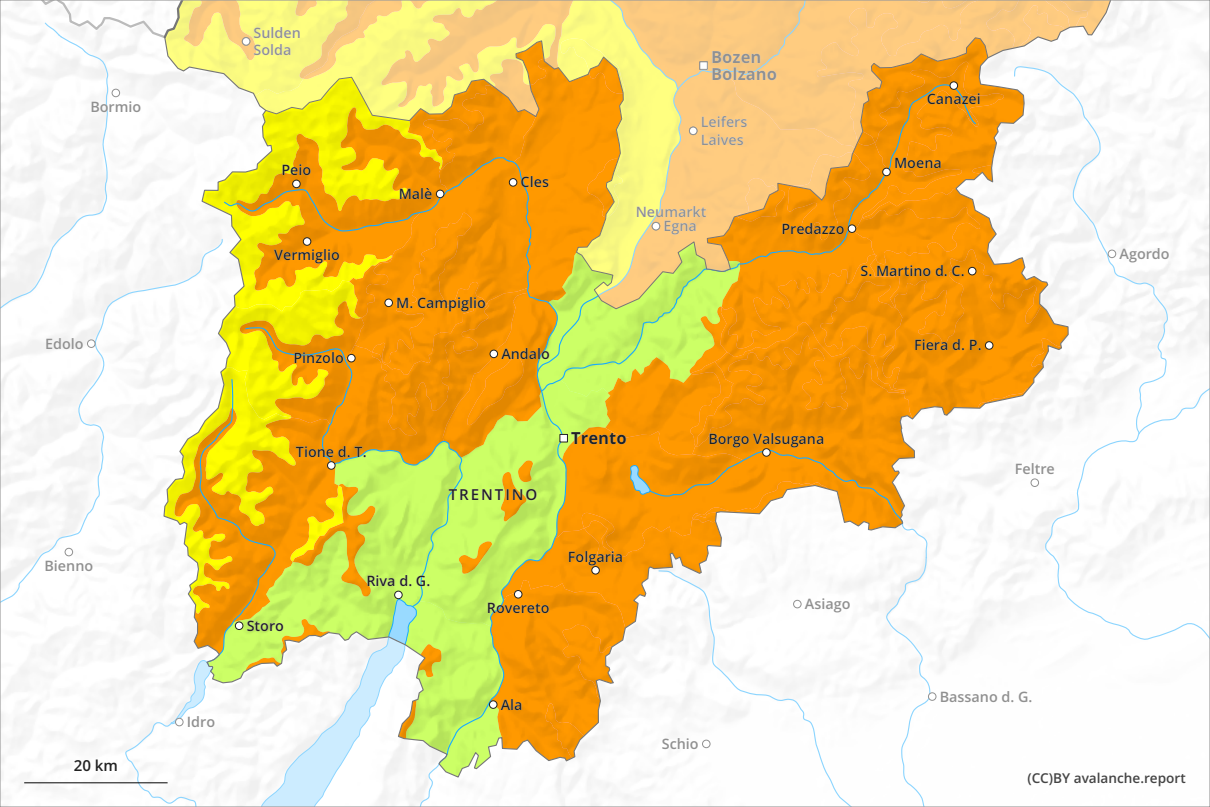 Sulden
Solda
Bozen
Bolzano
Bormio
Canazei
Leifers
Laives
Moena
Peio
Malè
Cles
Neumarkt
Egna
Predazzo
Vermiglio
Agordo
S. Martino d. C.
M. Campiglio
Edolo
Fiera d. P.
Pinzolo
Andalo
Trento
Borgo Valsugana
Tione d. T.
Feltre
TRENTINO
Bienno
Folgaria
Riva d. G.
Asiago
Rovereto
Storo
Bassano d. G.
Ala
Idro
Schio
20 km
(CC)BY avalanche.report